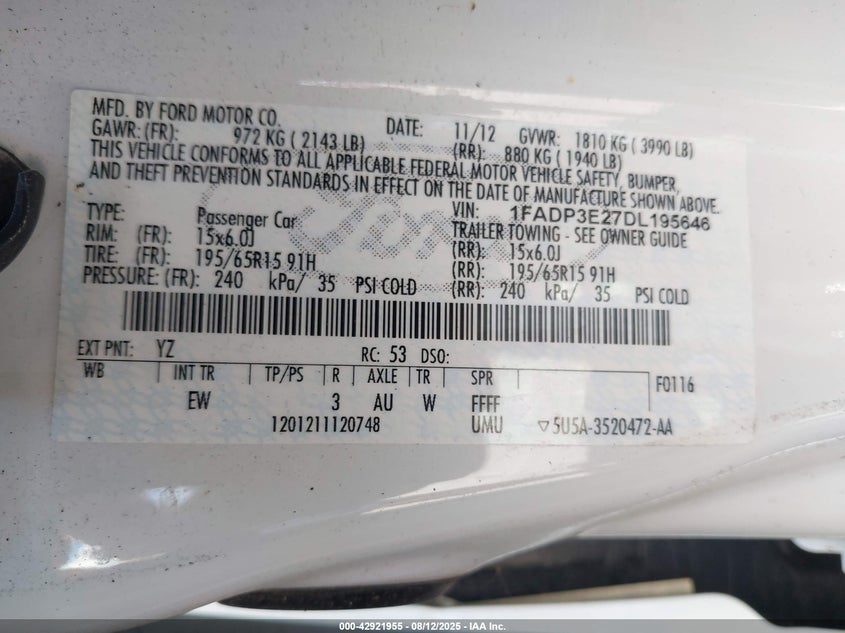 MFD. BY FORD MOTOR CO.
DATE: 11/12 GVWR: 1810 KG ( 3990 LB)
GAWR: (FR): 972 KG ( 2143 LB) (RR): 880 KG ( 1940 LB)
THIS VEHICLE CONFORMS TO ALL APPLICABLE FEDERAL MOTOR VEHICLE SAFETY, BUMPER,
AND THEFT PREVENTION STANDARDS IN EFFECT ON THE DATE OF MANUFACTURE SHOWN ABOVE.
VIN: 1FADP3E27DL195646
TYPE: Passenger Car TRAILER TOWING - SEE OWNER GUIDE
RIM: (FR): 15x6.0J (RR): 15x6.0J
TIRE: (FR): 195/65R15 91H (RR): 195/65R15 91H
PRESSURE: (FR): 240 kPa/ 35 PSI COLD (RR): 240 kPa/ 35 PSI COLD
EXT PNT: YZ RC: 53 DSO:
WB INT TR TP/PS R AXLE TR SPR F0116
EW 3 AU W FFFF
1201211120748 UMU 5U5A-3520472-AA
000-42921955 - 08/12/2025 - IAA Inc.